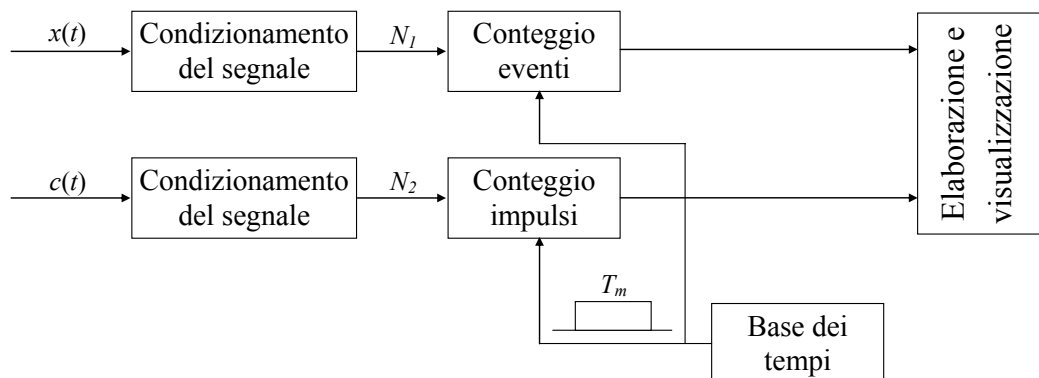 x(t)
Condizionamento
del segnale
N1
Conteggio
eventi
c(t)
Condizionamento
del segnale
N2
Conteggio
impulsi
Elaborazione e
visualizzazione
Tm
Base dei
tempi